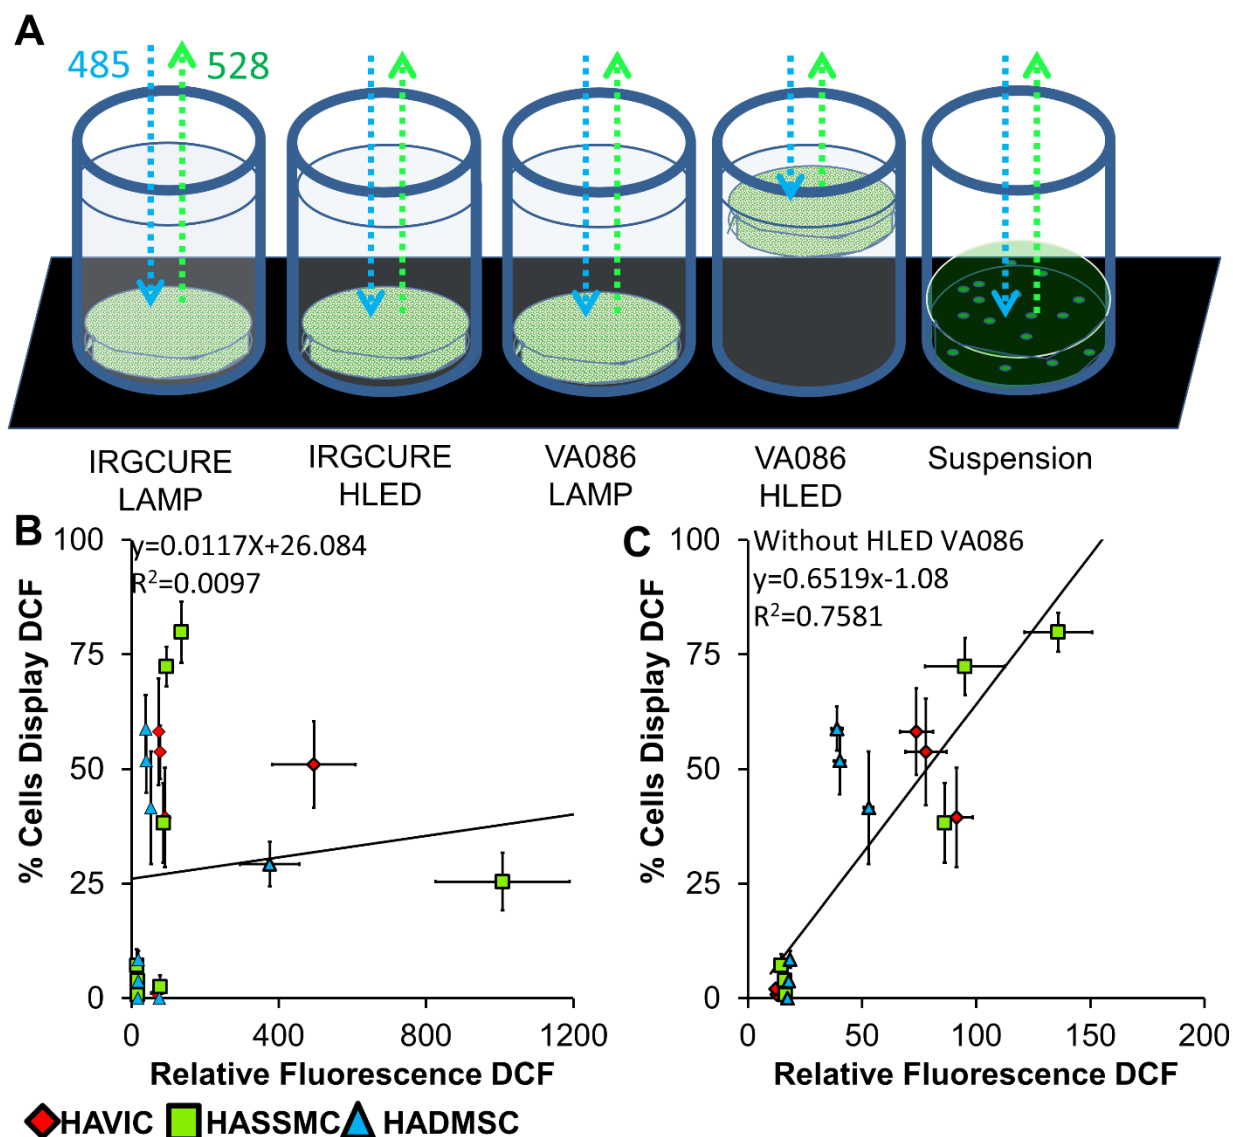 A
485 528
IRGCURE
LAMP
IRGCURE
HLED
VA086
LAMP
VA086
HLED
Suspension
B
y=0.0117X+26.084
R²=0.0097
% Cells Display DCF
100
75
50
25
0
0 400 800 1200
Relative Fluorescence DCF
C
Without HLED VA086
y=0.6519x-1.08
R²=0.7581
% Cells Display DCF
100
75
50
25
0
0 50 100 150 200
Relative Fluorescence DCF
HAVIC HASSMC HADMSC